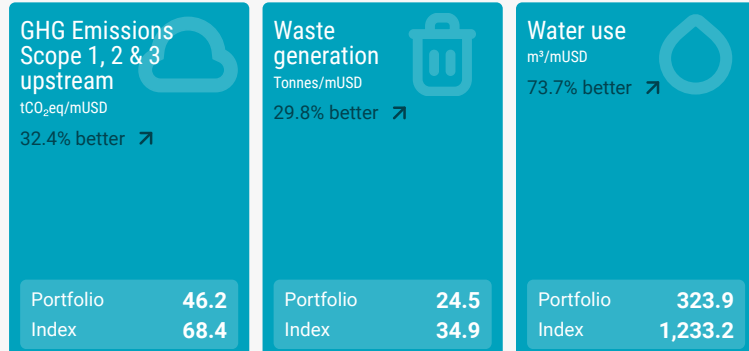 GHG Emissions
Scope 1, 2 & 3
upstream
tCO₂eq/mUSD
32.4% better
Portfolio 46.2
Index 68.4
Waste
generation
Tonnes/mUSD
29.8% better
Portfolio 24.5
Index 34.9
Water use
m³/mUSD
73.7% better
Portfolio 323.9
Index 1,233.2